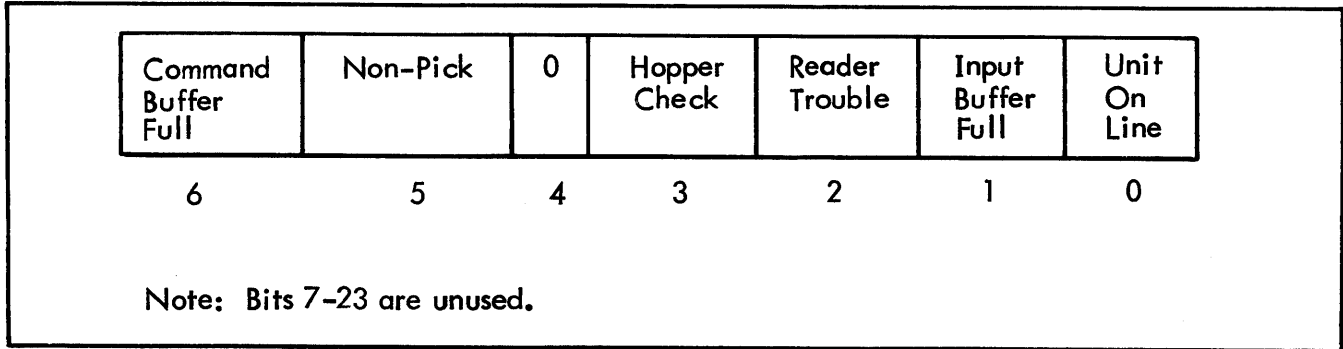 Command Non-Pick 0 Hopper Reader Input Unit
Buffer Check Trouble Buffer On
Full Full Line
6 5 4 3 2 1 0
Note: Bits 7-23 are unused.